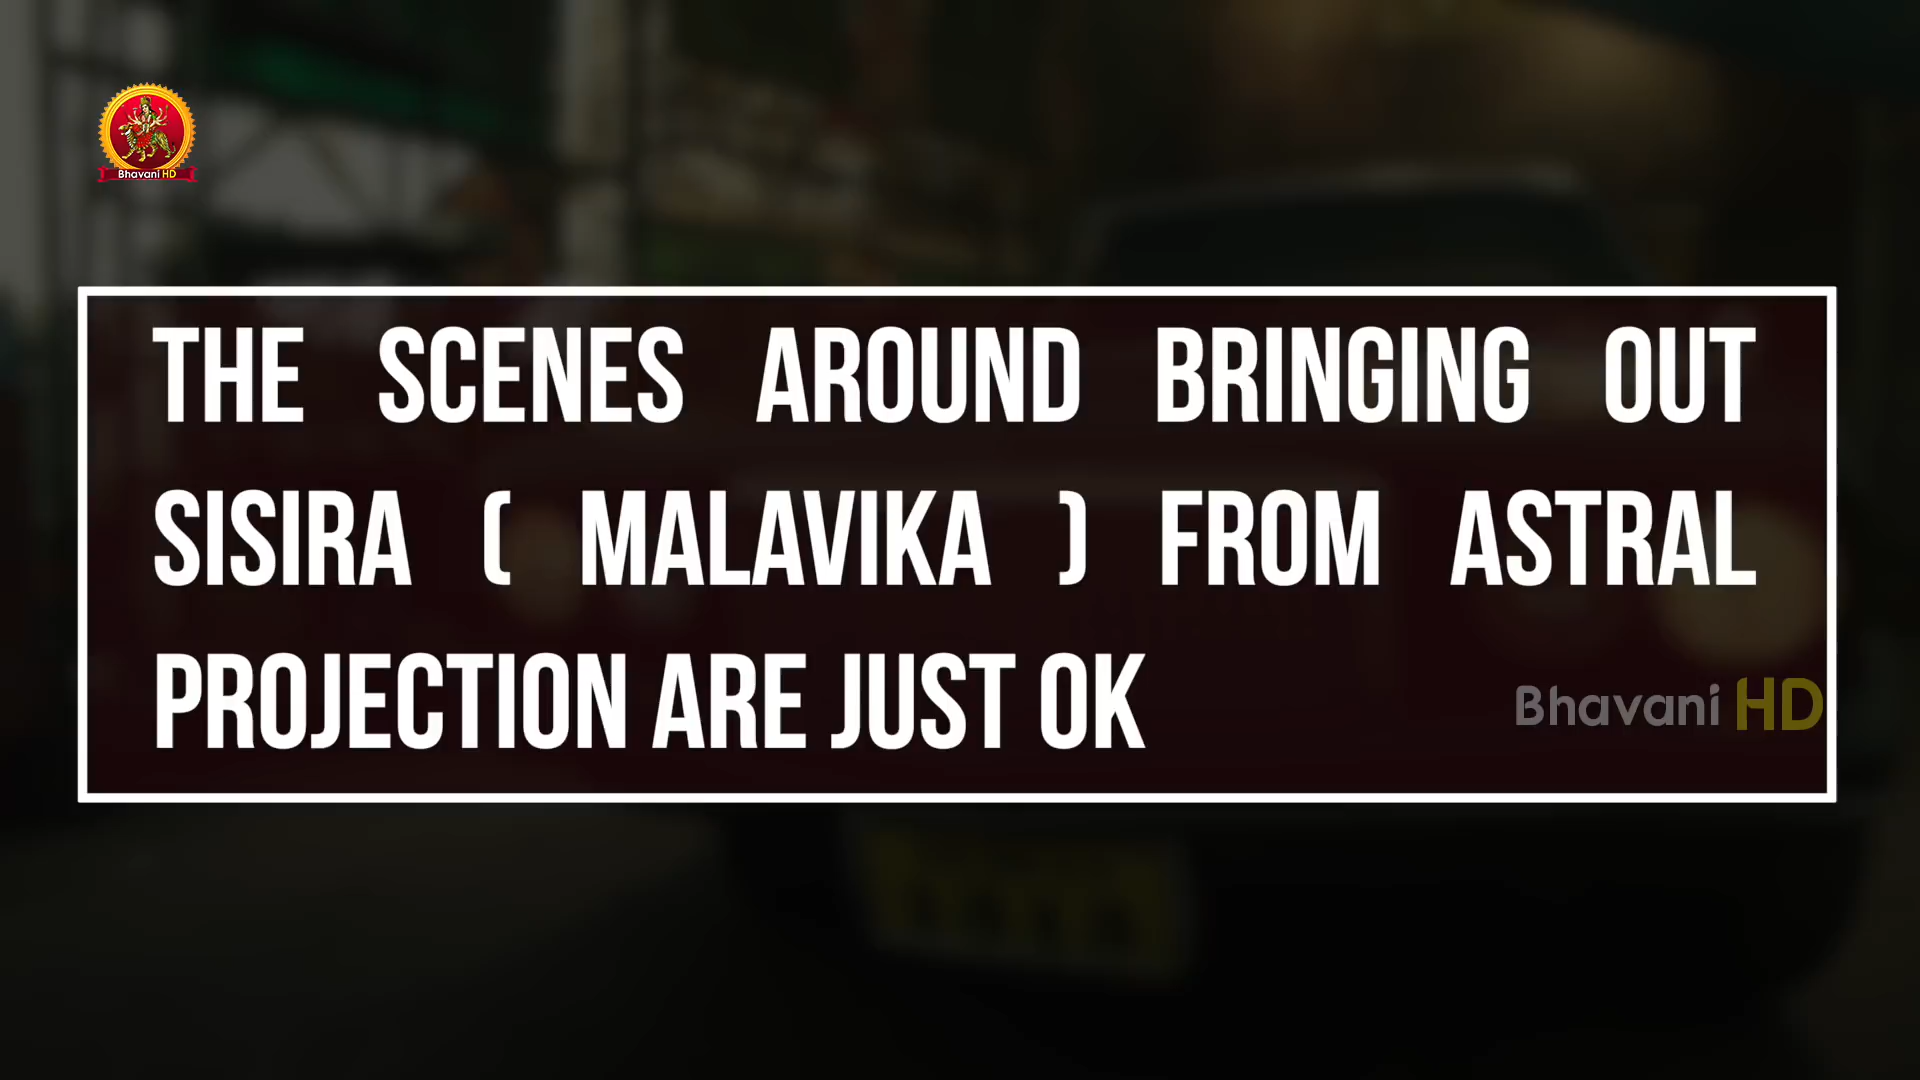 Bhavani HD
THE SCENES AROUND BRINGING OUT
SISIRA ( MALAVIKA ) FROM ASTRAL
PROJECTION ARE JUST OK
Bhavani HD